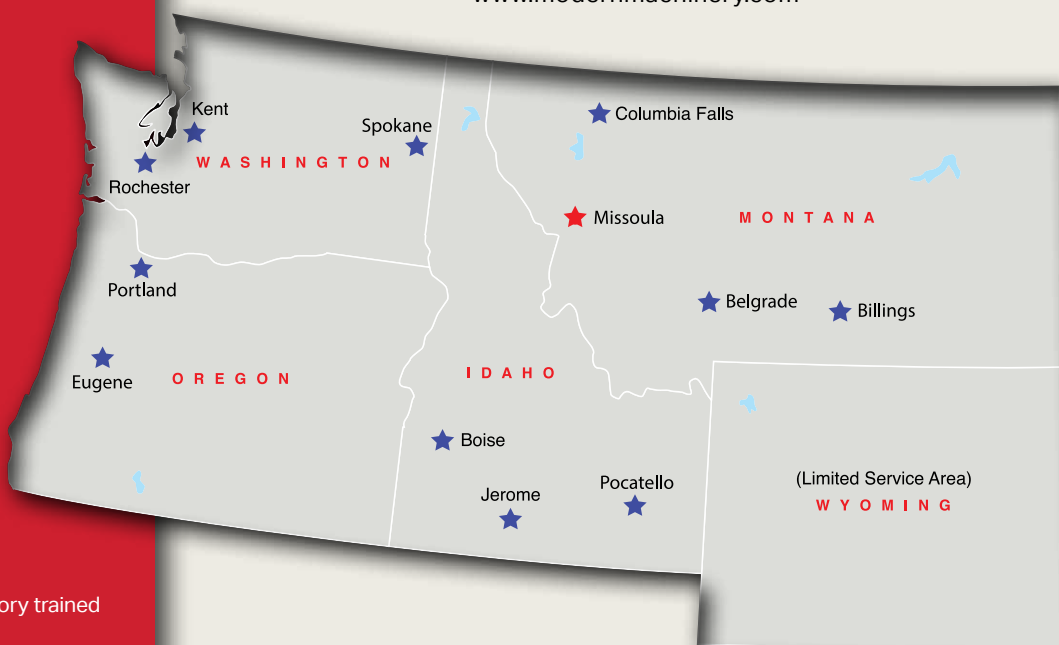 Kent
Spokane
Columbia Falls
WASHINGTON
Rochester
Missoula
MONTANA
Portland
Belgrade
Billings
Eugene
OREGON
IDAHO
Boise
Pocatello
Jerome
(Limited Service Area)
WYOMING
ory trained